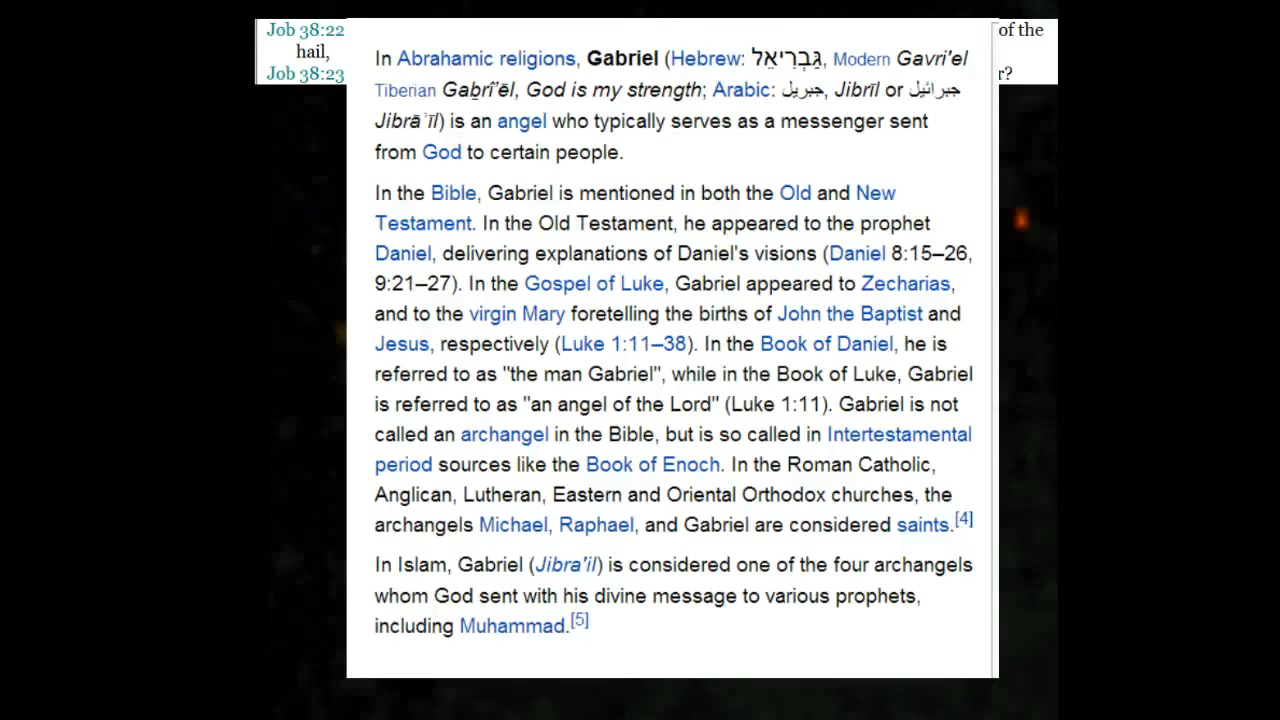 Job 38:22 of the
hail,
Job 38:23 r?
In Abrahamic religions, Gabriel (Hebrew: גַּבְרִיאֵל, Modern Gavri'el
Tiberian Gaḇrîʼēl, God is my strength; Arabic: جبريل, Jibrīl or جبرائيل
Jibrāʾīl) is an angel who typically serves as a messenger sent
from God to certain people.
In the Bible, Gabriel is mentioned in both the Old and New
Testament. In the Old Testament, he appeared to the prophet
Daniel, delivering explanations of Daniel's visions (Daniel 8:15–26,
9:21–27). In the Gospel of Luke, Gabriel appeared to Zecharias,
and to the virgin Mary foretelling the births of John the Baptist and
Jesus, respectively (Luke 1:11–38). In the Book of Daniel, he is
referred to as "the man Gabriel", while in the Book of Luke, Gabriel
is referred to as "an angel of the Lord" (Luke 1:11). Gabriel is not
called an archangel in the Bible, but is so called in Intertestamental
period sources like the Book of Enoch. In the Roman Catholic,
Anglican, Lutheran, Eastern and Oriental Orthodox churches, the
archangels Michael, Raphael, and Gabriel are considered saints.[4]
In Islam, Gabriel (Jibra'il) is considered one of the four archangels
whom God sent with his divine message to various prophets,
including Muhammad.[5]